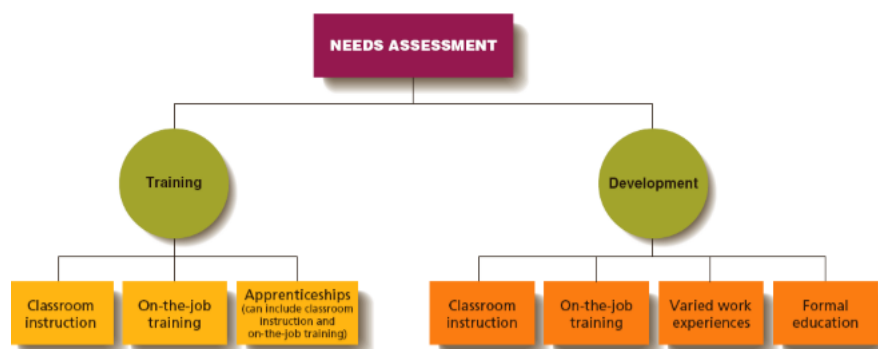 NEEDS ASSESSMENT
Training
Development
Classroom
instruction
On-the-job
training
Apprenticeships
(can include classroom
instruction and
on-the-job training)
Classroom
instruction
On-the-job
training
Varied work
experiences
Formal
education